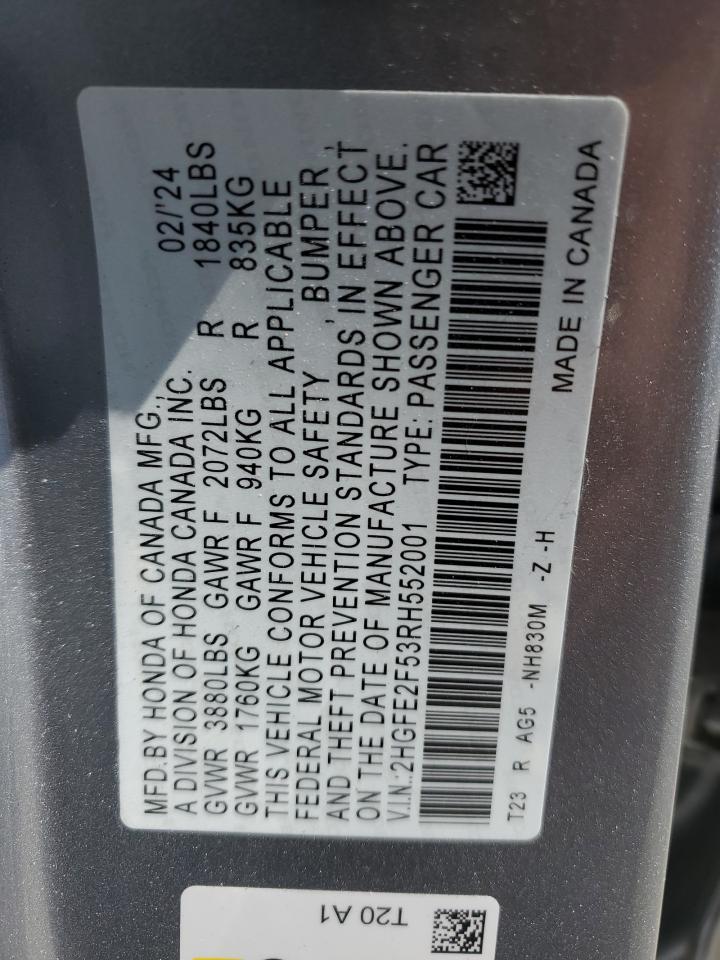 MFD.BY HONDA OF CANADA MFG., 02/'24
A DIVISION OF HONDA CANADA INC.
GVWR 3880LBS GAWR F 2072LBS R 1840LBS
GVWR 1760KG GAWR F 940KG R 835KG
THIS VEHICLE CONFORMS TO ALL APPLICABLE
FEDERAL MOTOR VEHICLE SAFETY , BUMPER ,
AND THEFT PREVENTION STANDARDS, IN EFFECT
ON THE DATE OF MANUFACTURE SHOWN ABOVE.
V.I.N.:2HGFE2F53RH552001 TYPE: PASSENGER CAR
T23 R AG5 -NH830M -Z -H
MADE IN CANADA
T20 A1